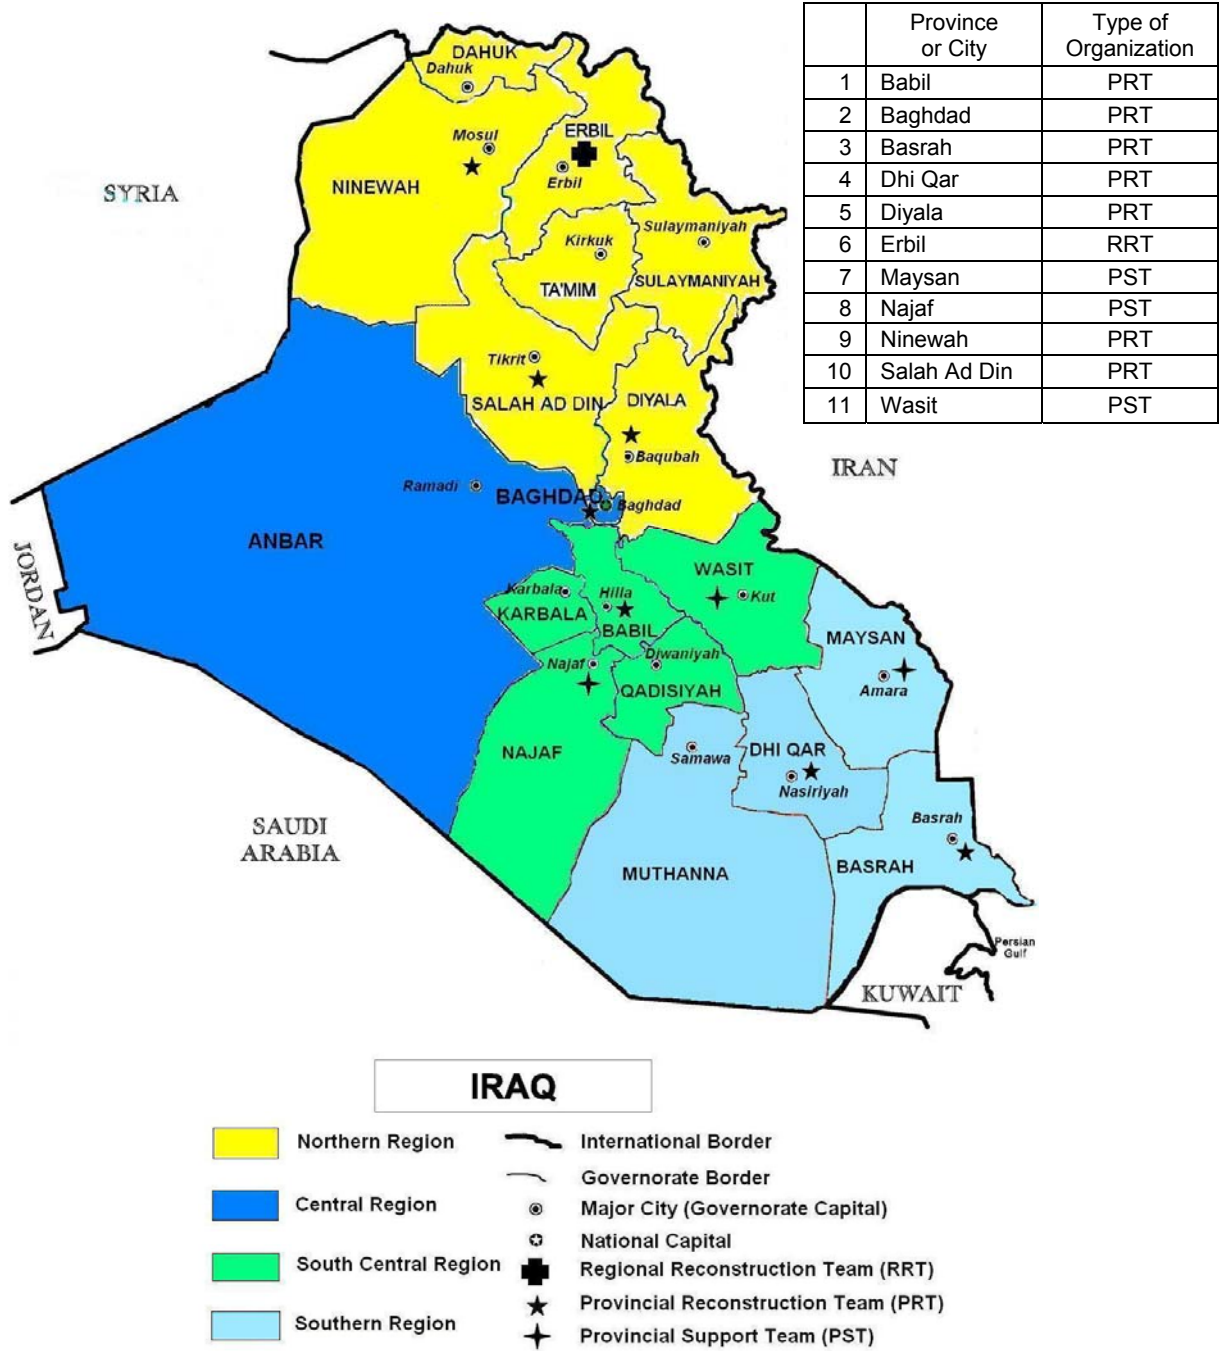 Province
or City
Type of
Organization
1 Babil PRT
2 Baghdad PRT
3 Basrah PRT
4 Dhi Qar PRT
5 Diyala PRT
6 Erbil RRT
7 Maysan PST
8 Najaf PST
9 Ninewah PRT
10 Salah Ad Din PRT
11 Wasit PST
DAHUK
Dahuk
Mosul
ERBIL
Erbil
NINEWAH
SYRIA
Sulaymaniyah
Kirkuk
TA'MIM
SULAYMANIYAH
Tikrit
SALAH AD DIN
DIYALA
Baqubah
IRAN
Ramadi
BAGHDAD
Baghdad
ANBAR
JORDAN
WASIT
Kut
Karbala
KARBALA
Hilla
BABIL
MAYSAN
Amara
Najaf
Diwaniyah
QADISIYAH
NAJAF
Samawa
DHI QAR
Nasiriyah
SAUDI
ARABIA
Basrah
BASRAH
MUTHANNA
Persian
Gulf
KUWAIT
IRAQ
Northern Region
Central Region
South Central Region
Southern Region
International Border
Governorate Border
Major City (Governorate Capital)
National Capital
Regional Reconstruction Team (RRT)
Provincial Reconstruction Team (PRT)
Provincial Support Team (PST)